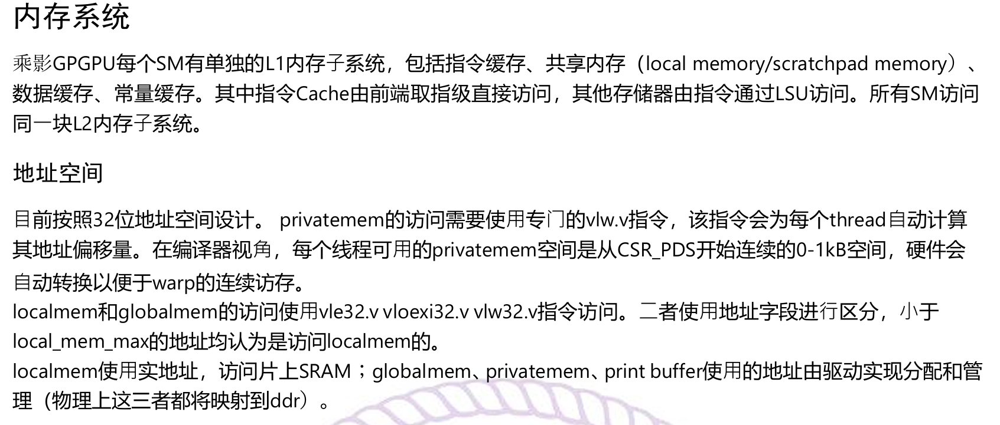 内存系统
乘影GPGPU每个SM有单独的L1内存子系统，包括指令缓存、共享内存（local memory/scratchpad memory）、
数据缓存、常量缓存。其中指令Cache由前端取指级直接访问，其他存储器由指令通过LSU访问。所有SM访问
同一块L2内存子系统。
地址空间
目前按照32位地址空间设计。 privatemem的访问需要使用专门的vlw.v指令，该指令会为每个thread自动计算
其地址偏移量。在编译器视角，每个线程可用的privatemem空间是从CSR_PDS开始连续的0-1kB空间，硬件会
自动转换以便于warp的连续访存。
localmem和globalmem的访问使用vle32.v vloexi32.v vlw32.v指令访问。二者使用地址字段进行区分，小于
local_mem_max的地址均认为是访问localmem的。
localmem使用实地址，访问片上SRAM；globalmem、privatemem、print buffer使用的地址由驱动实现分配和管
理（物理上这三者都将映射到ddr）。